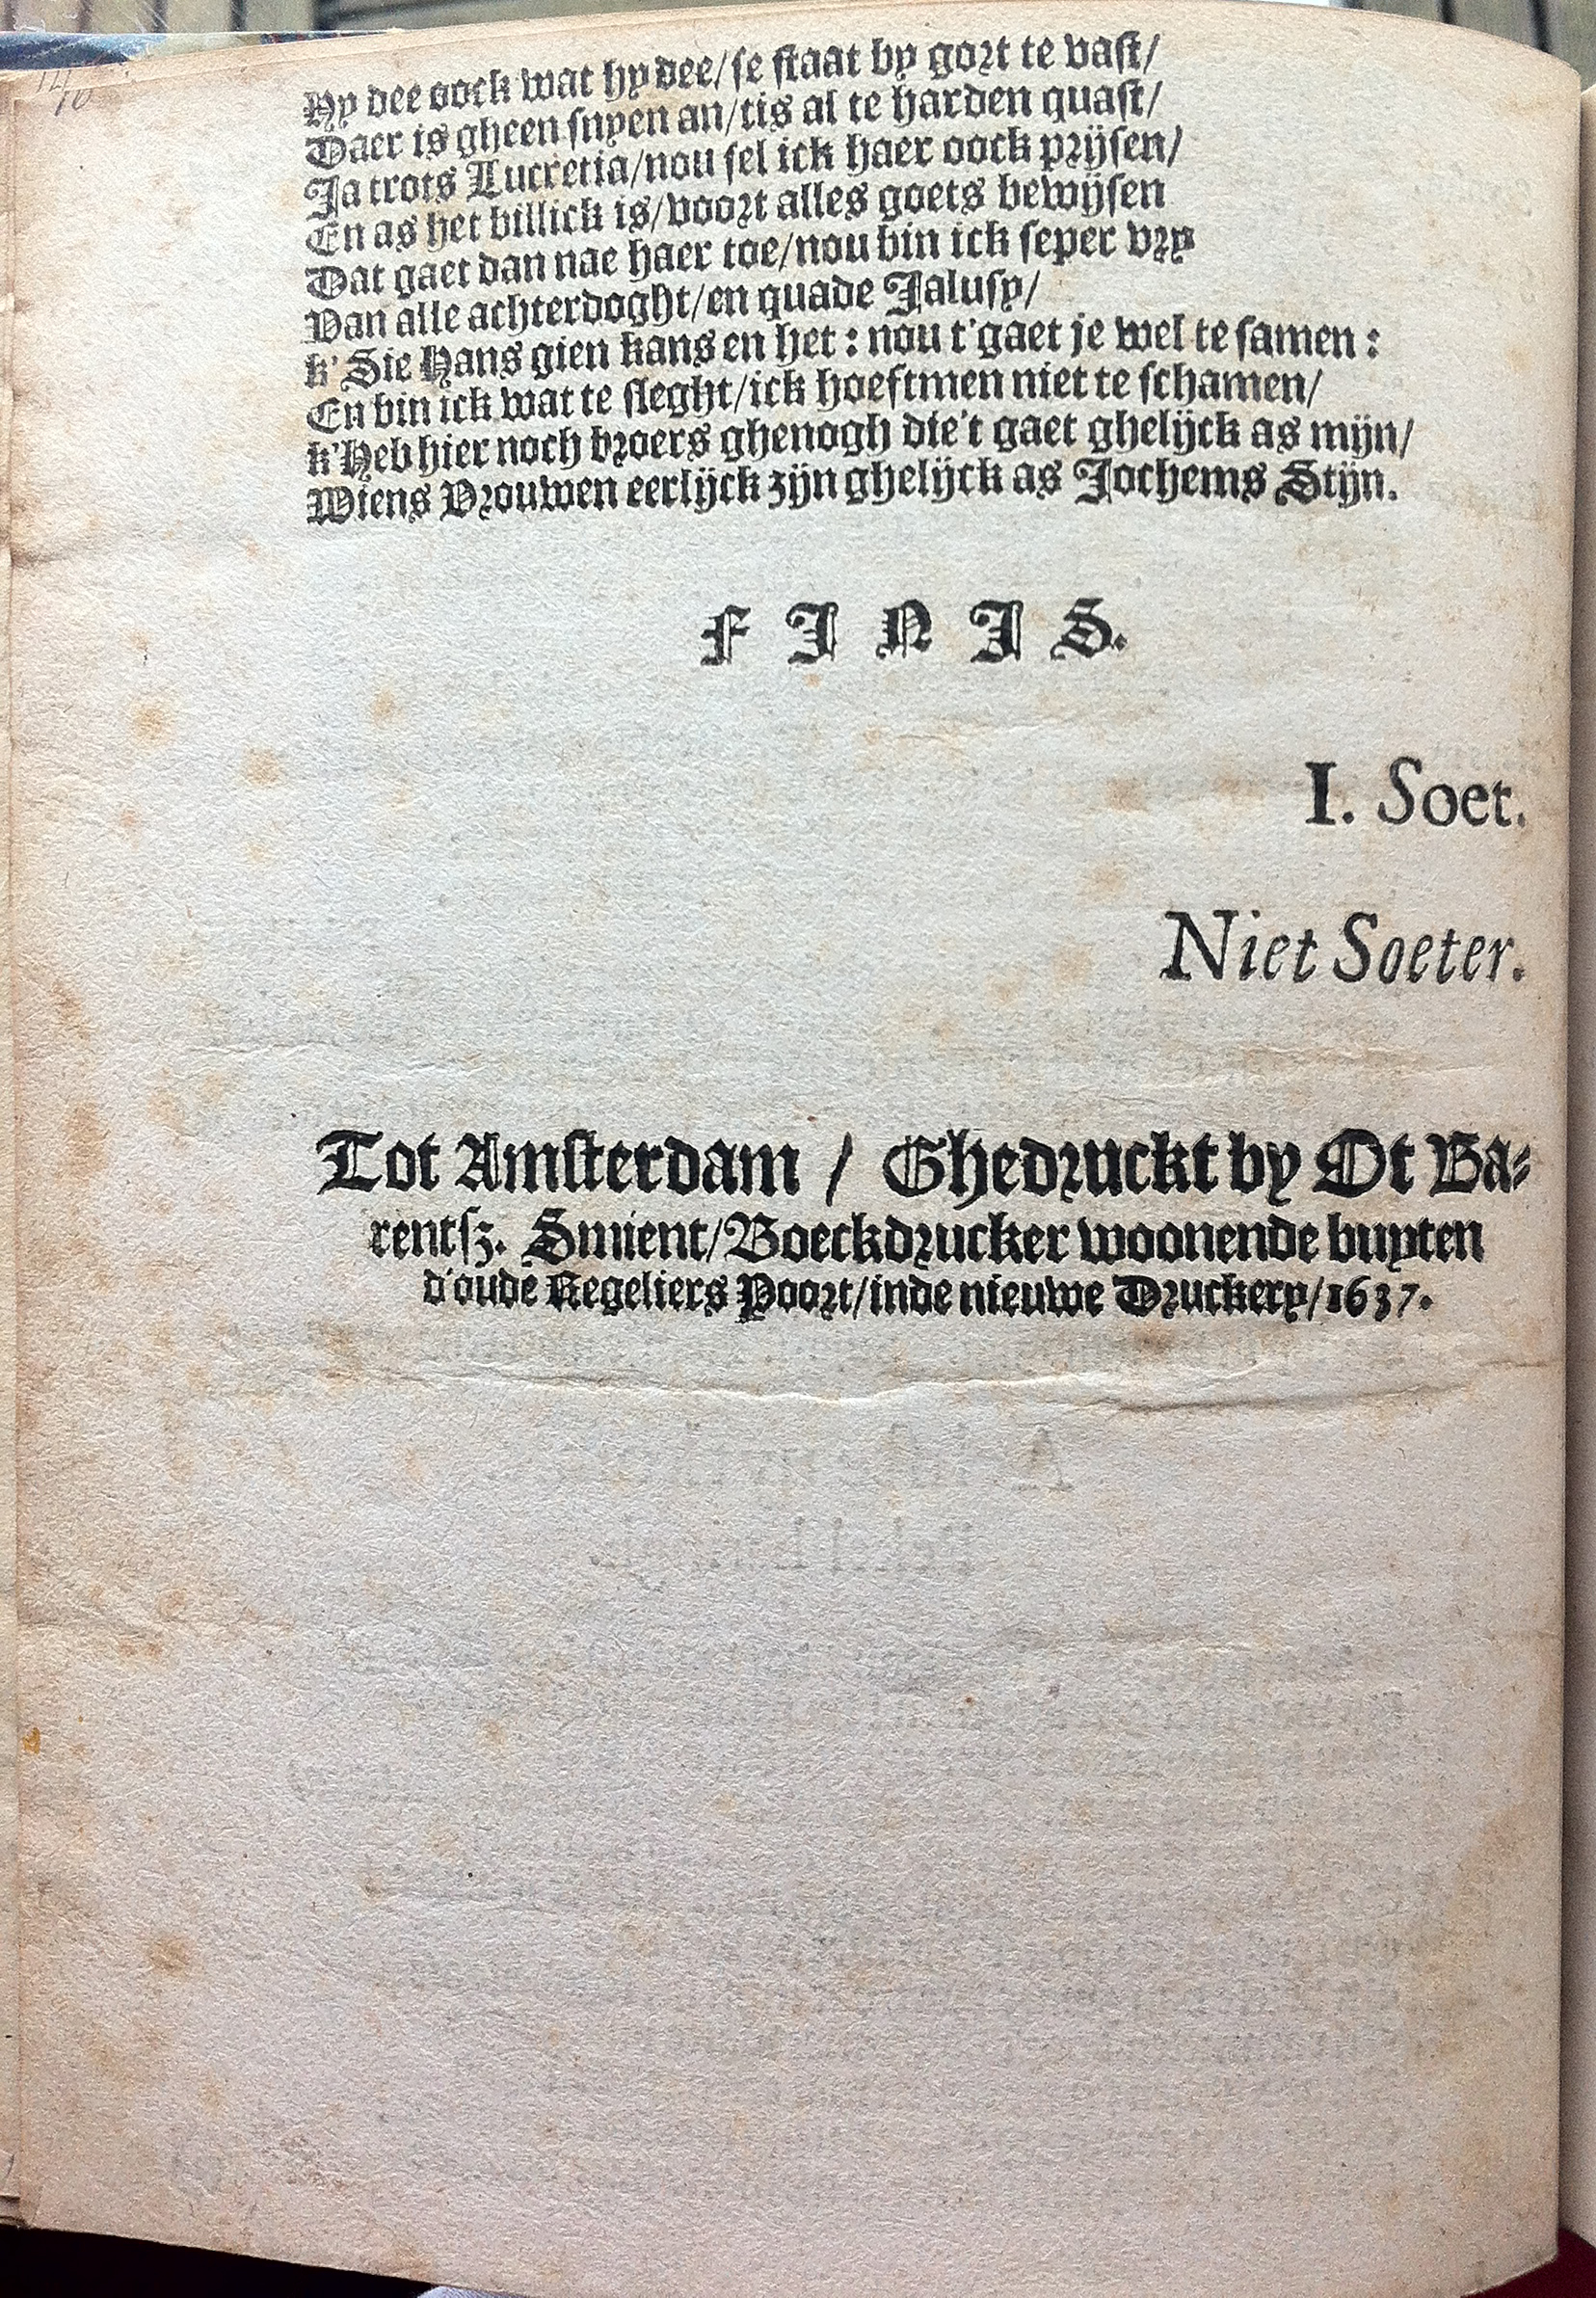 Hy dee oock wat hy dee/se staat by gort te vast/
Daer is gheen snyen an/tis al te harden quast/
Ja trots Lucretia/nou sel ick haer oock prijsen/
En as het billick is/voort alles goets bewijsen
Dat gaet dan nae haer toe/nou bin ick seper vry
Van alle achterdoght/en quade Jalusy/
k'Sie Hans gien kans en het: nou t'gaet je wel te samen:
En bin ick wat te sleght/ick hoeftmen niet te schamen/
k'Heb hier noch broers ghenogh die't gaet ghelijck as mijn/
Wiens Vrouwen eerlijck zijn ghelijck as Jochems Stijn.
FINIS.
I. Soet.
Niet Soeter.
Tot Amsterdam / Ghedruckt by Ot Ba-
rentsz. Smient/Boeckdrucker woonende buyten
d'oude Regeliers Poort/inde nieuwe Druckery/1637.